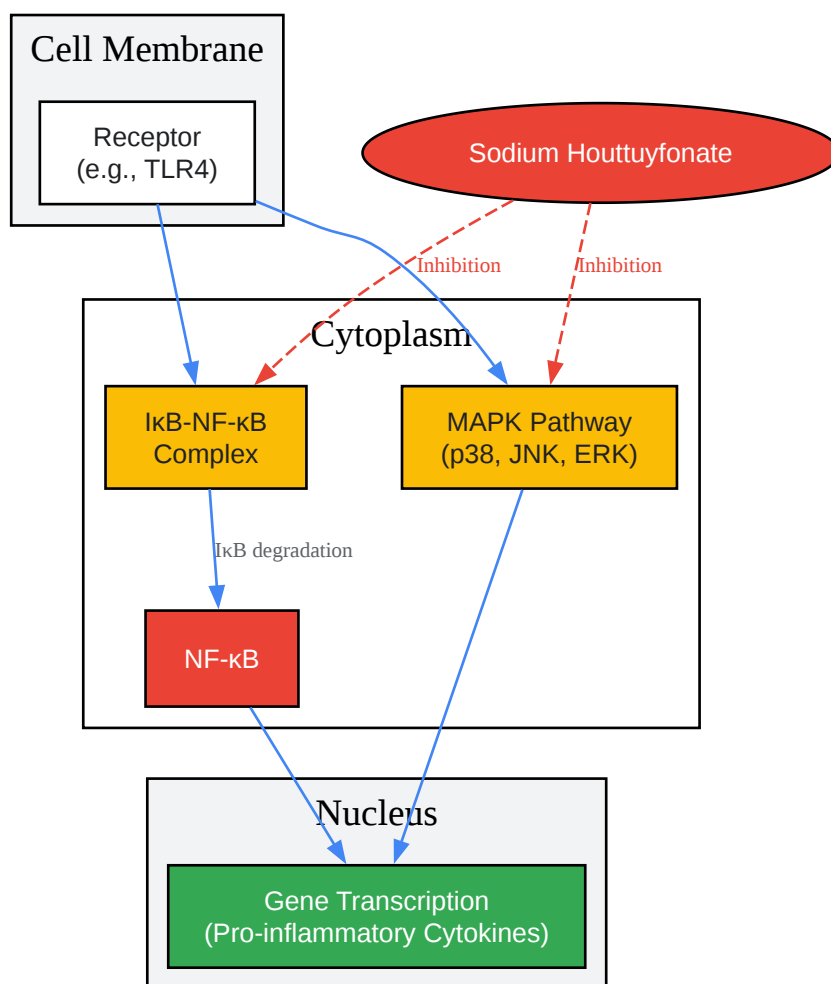 Cell Membrane
Receptor
(e.g., TLR4)
Sodium Houttuyfonate
Inhibition
Inhibition
Cytoplasm
IκB-NF-κB
Complex
MAPK Pathway
(p38, JNK, ERK)
IκB degradation
NF-κB
Nucleus
Gene Transcription
(Pro-inflammatory Cytokines)